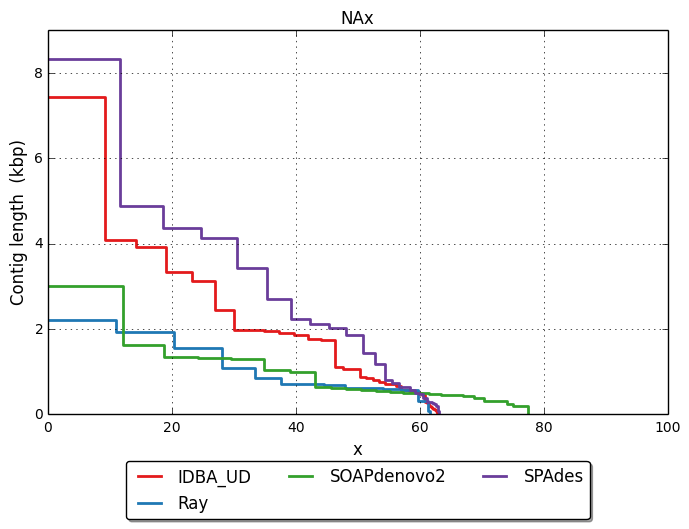 NAx
8
6
4
2
0
Contig length (kbp)
0 20 40 60 80 100
x
IDBA_UD SOAPdenovo2 SPAdes
Ray